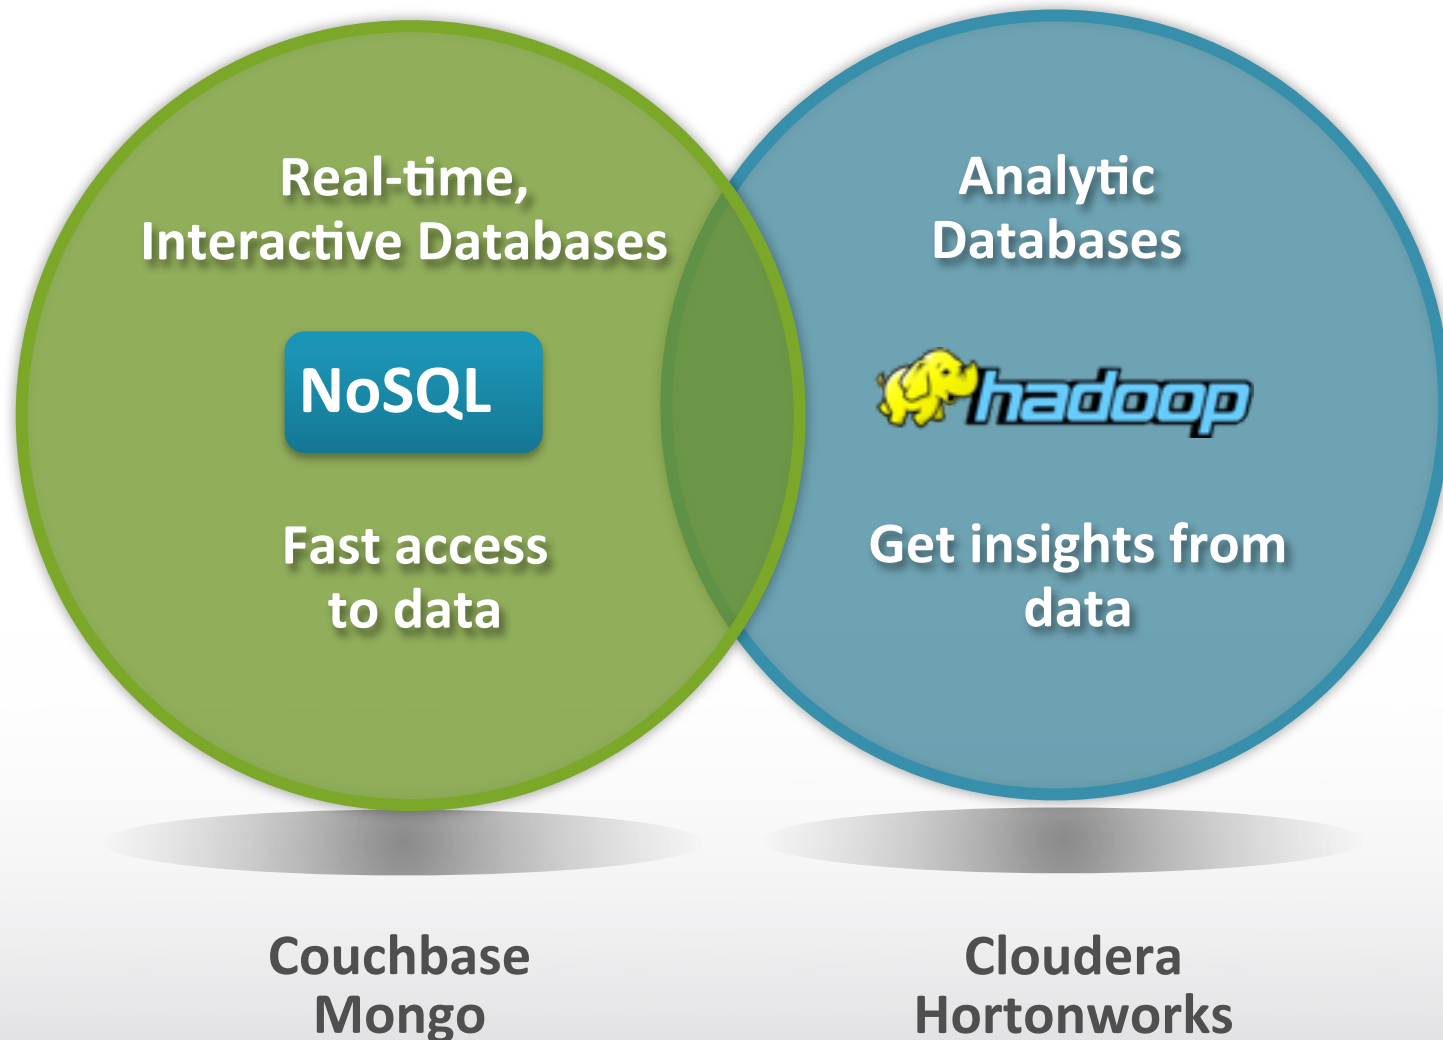 Real-time,
Interactive Databases
NoSQL
Fast access
to data
Analytic
Databases
hadoop
Get insights from
data
Couchbase
Mongo
Cloudera
Hortonworks